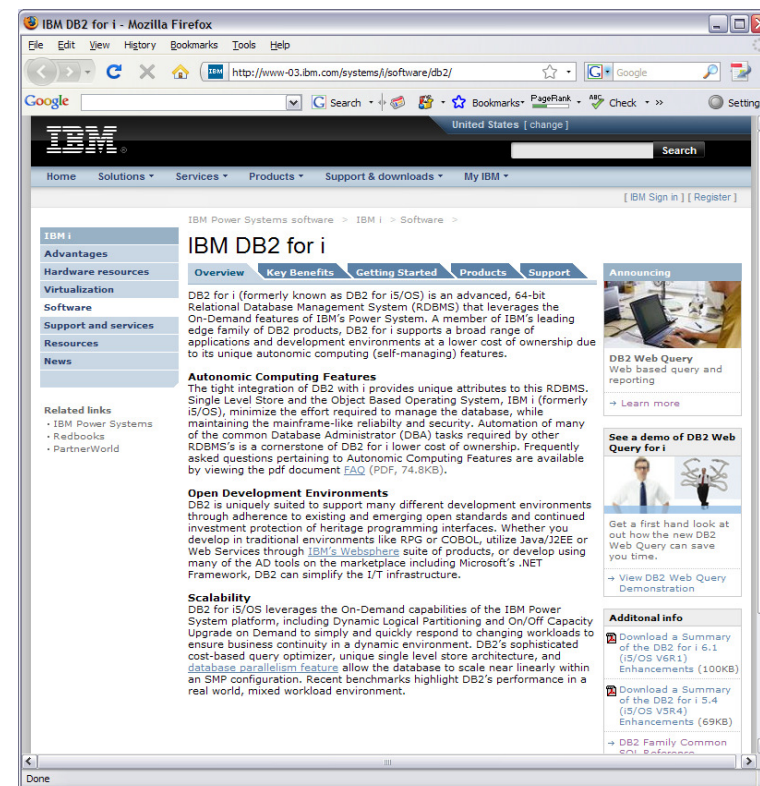 IBM DB2 for i - Mozilla Firefox
File Edit View History Bookmarks Tools Help
http://www-03.ibm.com/systems/i/software/db2/
Google
Google
Search
Bookmarks
PageRank
Check
Setting
United States [ change ]
IBM
Search
Home Solutions Services Products Support & downloads My IBM
[ IBM Sign in ] [ Register ]
IBM Power Systems software > IBM i > Software >
IBM i
Advantages
Hardware resources
Virtualization
Software
Support and services
Resources
News
Related links
· IBM Power Systems
· Redbooks
· PartnerWorld
IBM DB2 for i
Overview Key Benefits Getting Started Products Support
DB2 for i (formerly known as DB2 for i5/OS) is an advanced, 64-bit
Relational Database Management System (RDBMS) that leverages the
On-Demand features of IBM's Power System. A member of IBM's leading
edge family of DB2 products, DB2 for i supports a broad range of
applications and development environments at a lower cost of ownership due
to its unique autonomic computing (self-managing) features.
Autonomic Computing Features
The tight integration of DB2 with i provides unique attributes to this RDBMS.
Single Level Store and the Object Based Operating System, IBM i (formerly
i5/OS), minimize the effort required to manage the database, while
maintaining the mainframe-like reliabilty and security. Automation of many
of the common Database Administrator (DBA) tasks required by other
RDBMS's is a cornerstone of DB2 for i lower cost of ownership. Frequently
asked questions pertaining to Autonomic Computing Features are available
by viewing the pdf document FAQ (PDF, 74.8KB).
Open Development Environments
DB2 is uniquely suited to support many different development environments
through adherence to existing and emerging open standards and continued
investment protection of heritage programming interfaces. Whether you
develop in traditional environments like RPG or COBOL, utilize Java/J2EE or
Web Services through IBM's Websphere suite of products, or develop using
many of the AD tools on the marketplace including Microsoft's .NET
Framework, DB2 can simplify the I/T infrastructure.
Scalability
DB2 for i5/OS leverages the On-Demand capabilities of the IBM Power
System platform, including Dynamic Logical Partitioning and On/Off Capacity
Upgrade on Demand to simply and quickly respond to changing workloads to
ensure business continuity in a dynamic environment. DB2's sophisticated
cost-based query optimizer, unique single level store architecture, and
database parallelism feature allow the database to scale near linearly within
an SMP configuration. Recent benchmarks highlight DB2's performance in a
real world, mixed workload environment.
Announcing
DB2 Web Query
Web based query and
reporting
→ Learn more
See a demo of DB2 Web
Query for i
Get a first hand look at
out how the new DB2
Web Query can save
you time.
→ View DB2 Web Query
Demonstration
Additonal info
Download a Summary
of the DB2 for i 6.1
(i5/OS V6R1)
Enhancements (100KB)
Download a Summary
of the DB2 for i 5.4
(i5/OS V5R4)
Enhancements (69KB)
→ DB2 Family Common
SQL Reference
Done